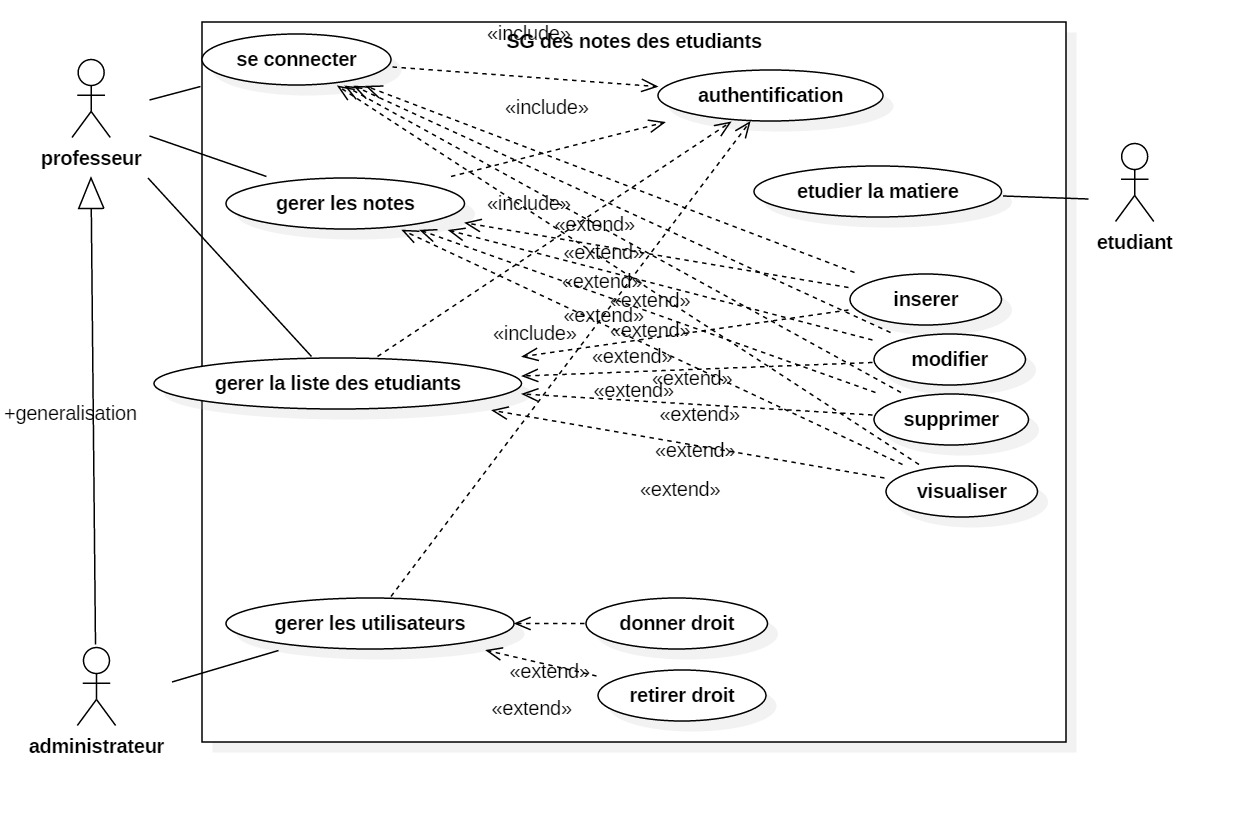 «include»
SG des notes des etudiants
se connecter
authentification
«include»
professeur
etudier la matiere
gerer les notes
«include»
«extend»
etudiant
«extend»
«extend»
«extend»
inserer
«extend»
«extend»
«include»
«extend»
modifier
«extend»
gerer la liste des etudiants
«extend»
+generalisation
«extend»
supprimer
«extend»
«extend»
visualiser
gerer les utilisateurs
donner droit
«extend»
retirer droit
«extend»
administrateur